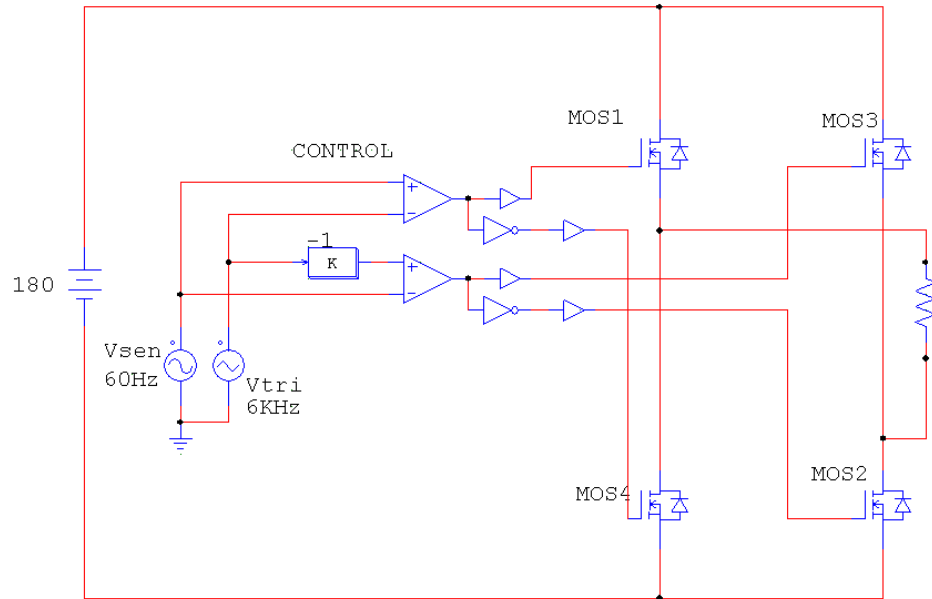 MOS1
MOS3
CONTROL
-1
K
180
Vsen
60Hz
Vtri
6KHz
MOS4
MOS2